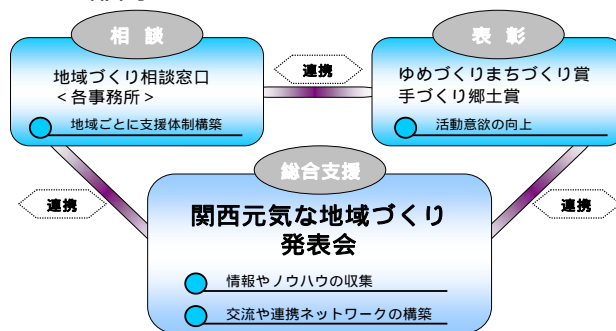 相談
表彰
地域づくり相談窓口
＜各事務所＞
地域ごとに支援体制構築
連携
ゆめづくりまちづくり賞
手づくり郷土賞
活動意欲の向上
総合支援
連携
連携
関西元気な地域づくり
発表会
情報やノウハウの収集
交流や連携ネットワークの構築